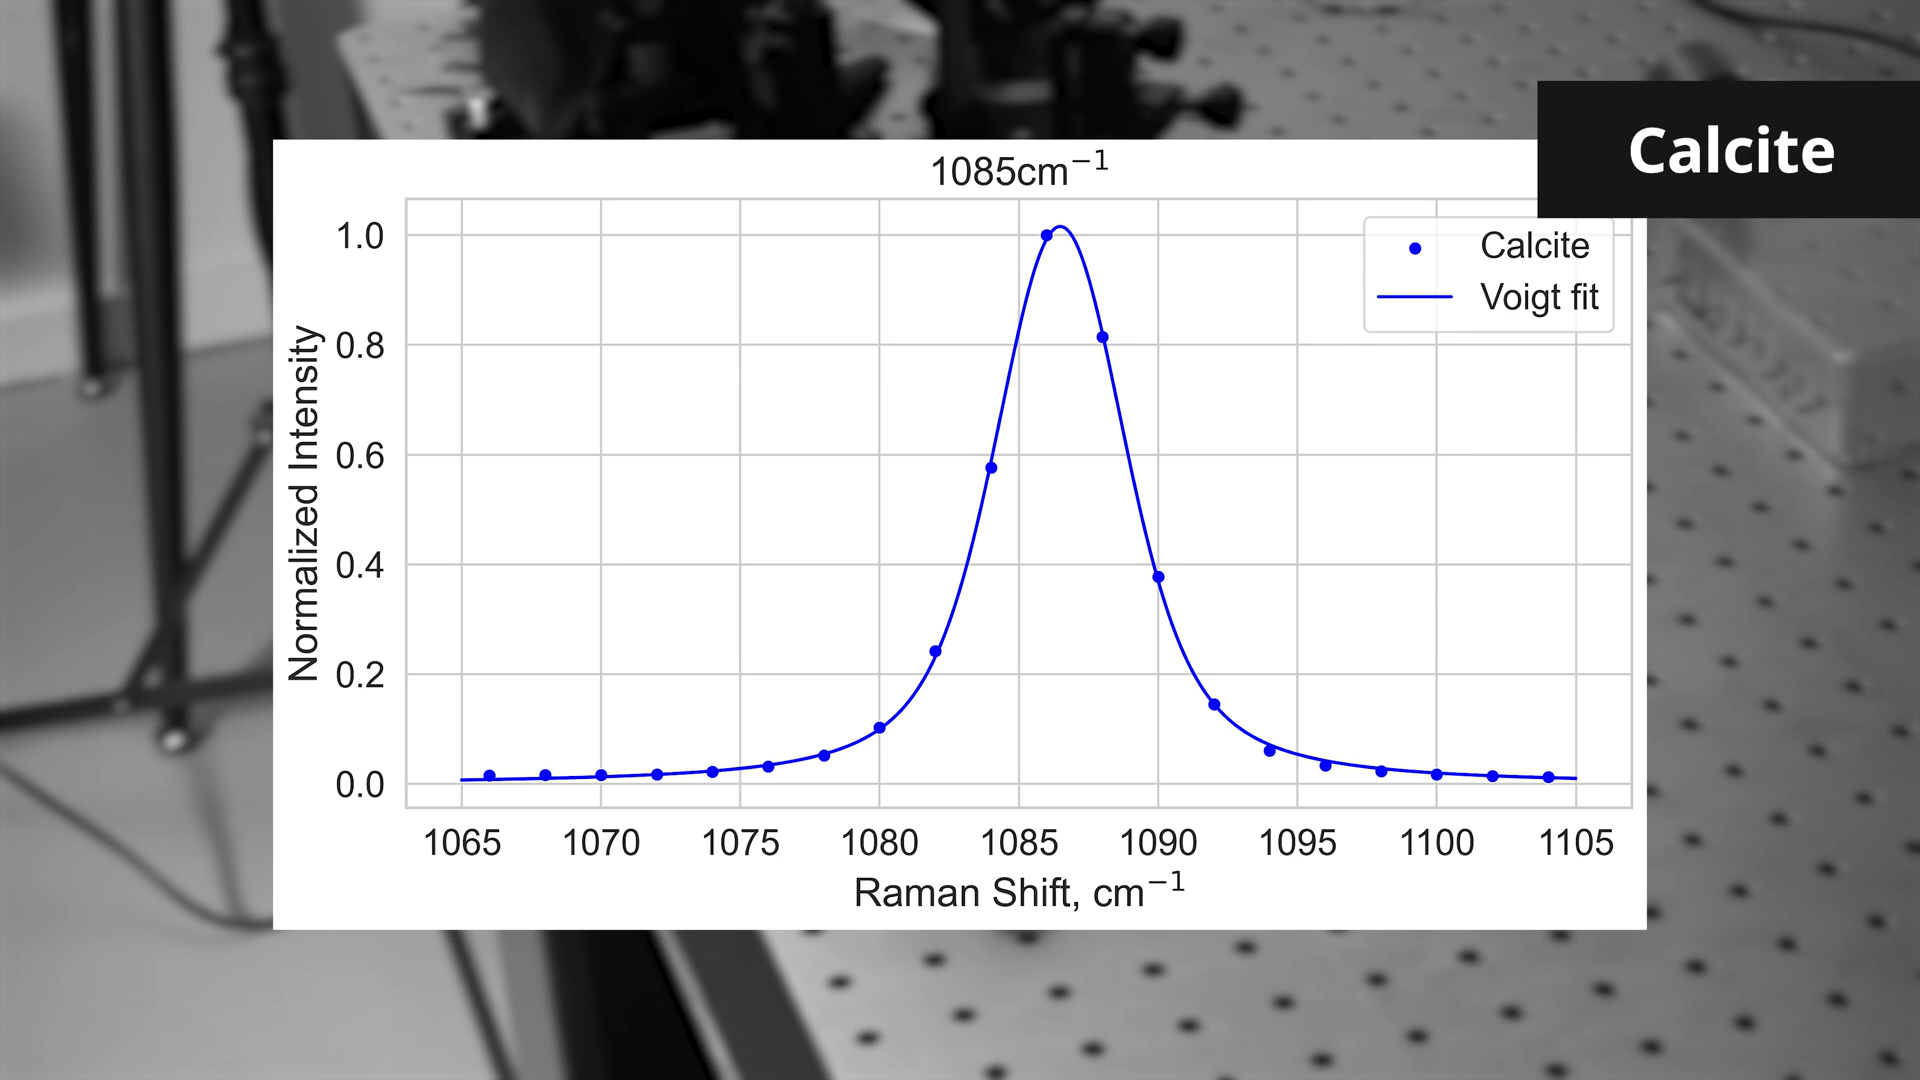 Calcite
1085cm⁻¹
Calcite
Voigt fit
Normalized Intensity
1.0
0.8
0.6
0.4
0.2
0.0
1065 1070 1075 1080 1085 1090 1095 1100 1105
Raman Shift, cm⁻¹